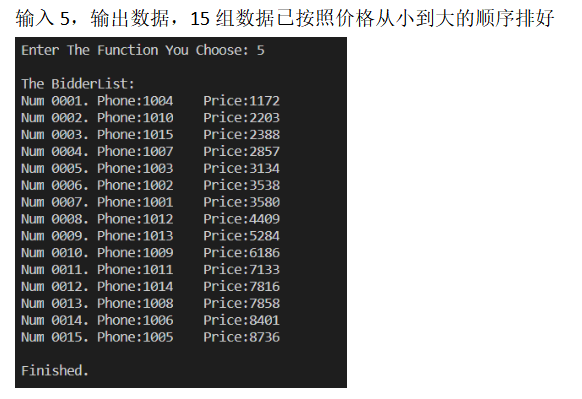 输入 5，输出数据，15 组数据已按照价格从小到大的顺序排好
Enter The Function You Choose: 5
The BidderList:
Num 0001. Phone:1004    Price:1172
Num 0002. Phone:1010    Price:2203
Num 0003. Phone:1015    Price:2388
Num 0004. Phone:1007    Price:2857
Num 0005. Phone:1003    Price:3134
Num 0006. Phone:1002    Price:3538
Num 0007. Phone:1001    Price:3580
Num 0008. Phone:1012    Price:4409
Num 0009. Phone:1013    Price:5284
Num 0010. Phone:1009    Price:6186
Num 0011. Phone:1011    Price:7133
Num 0012. Phone:1014    Price:7816
Num 0013. Phone:1008    Price:7858
Num 0014. Phone:1006    Price:8401
Num 0015. Phone:1005    Price:8736
Finished.